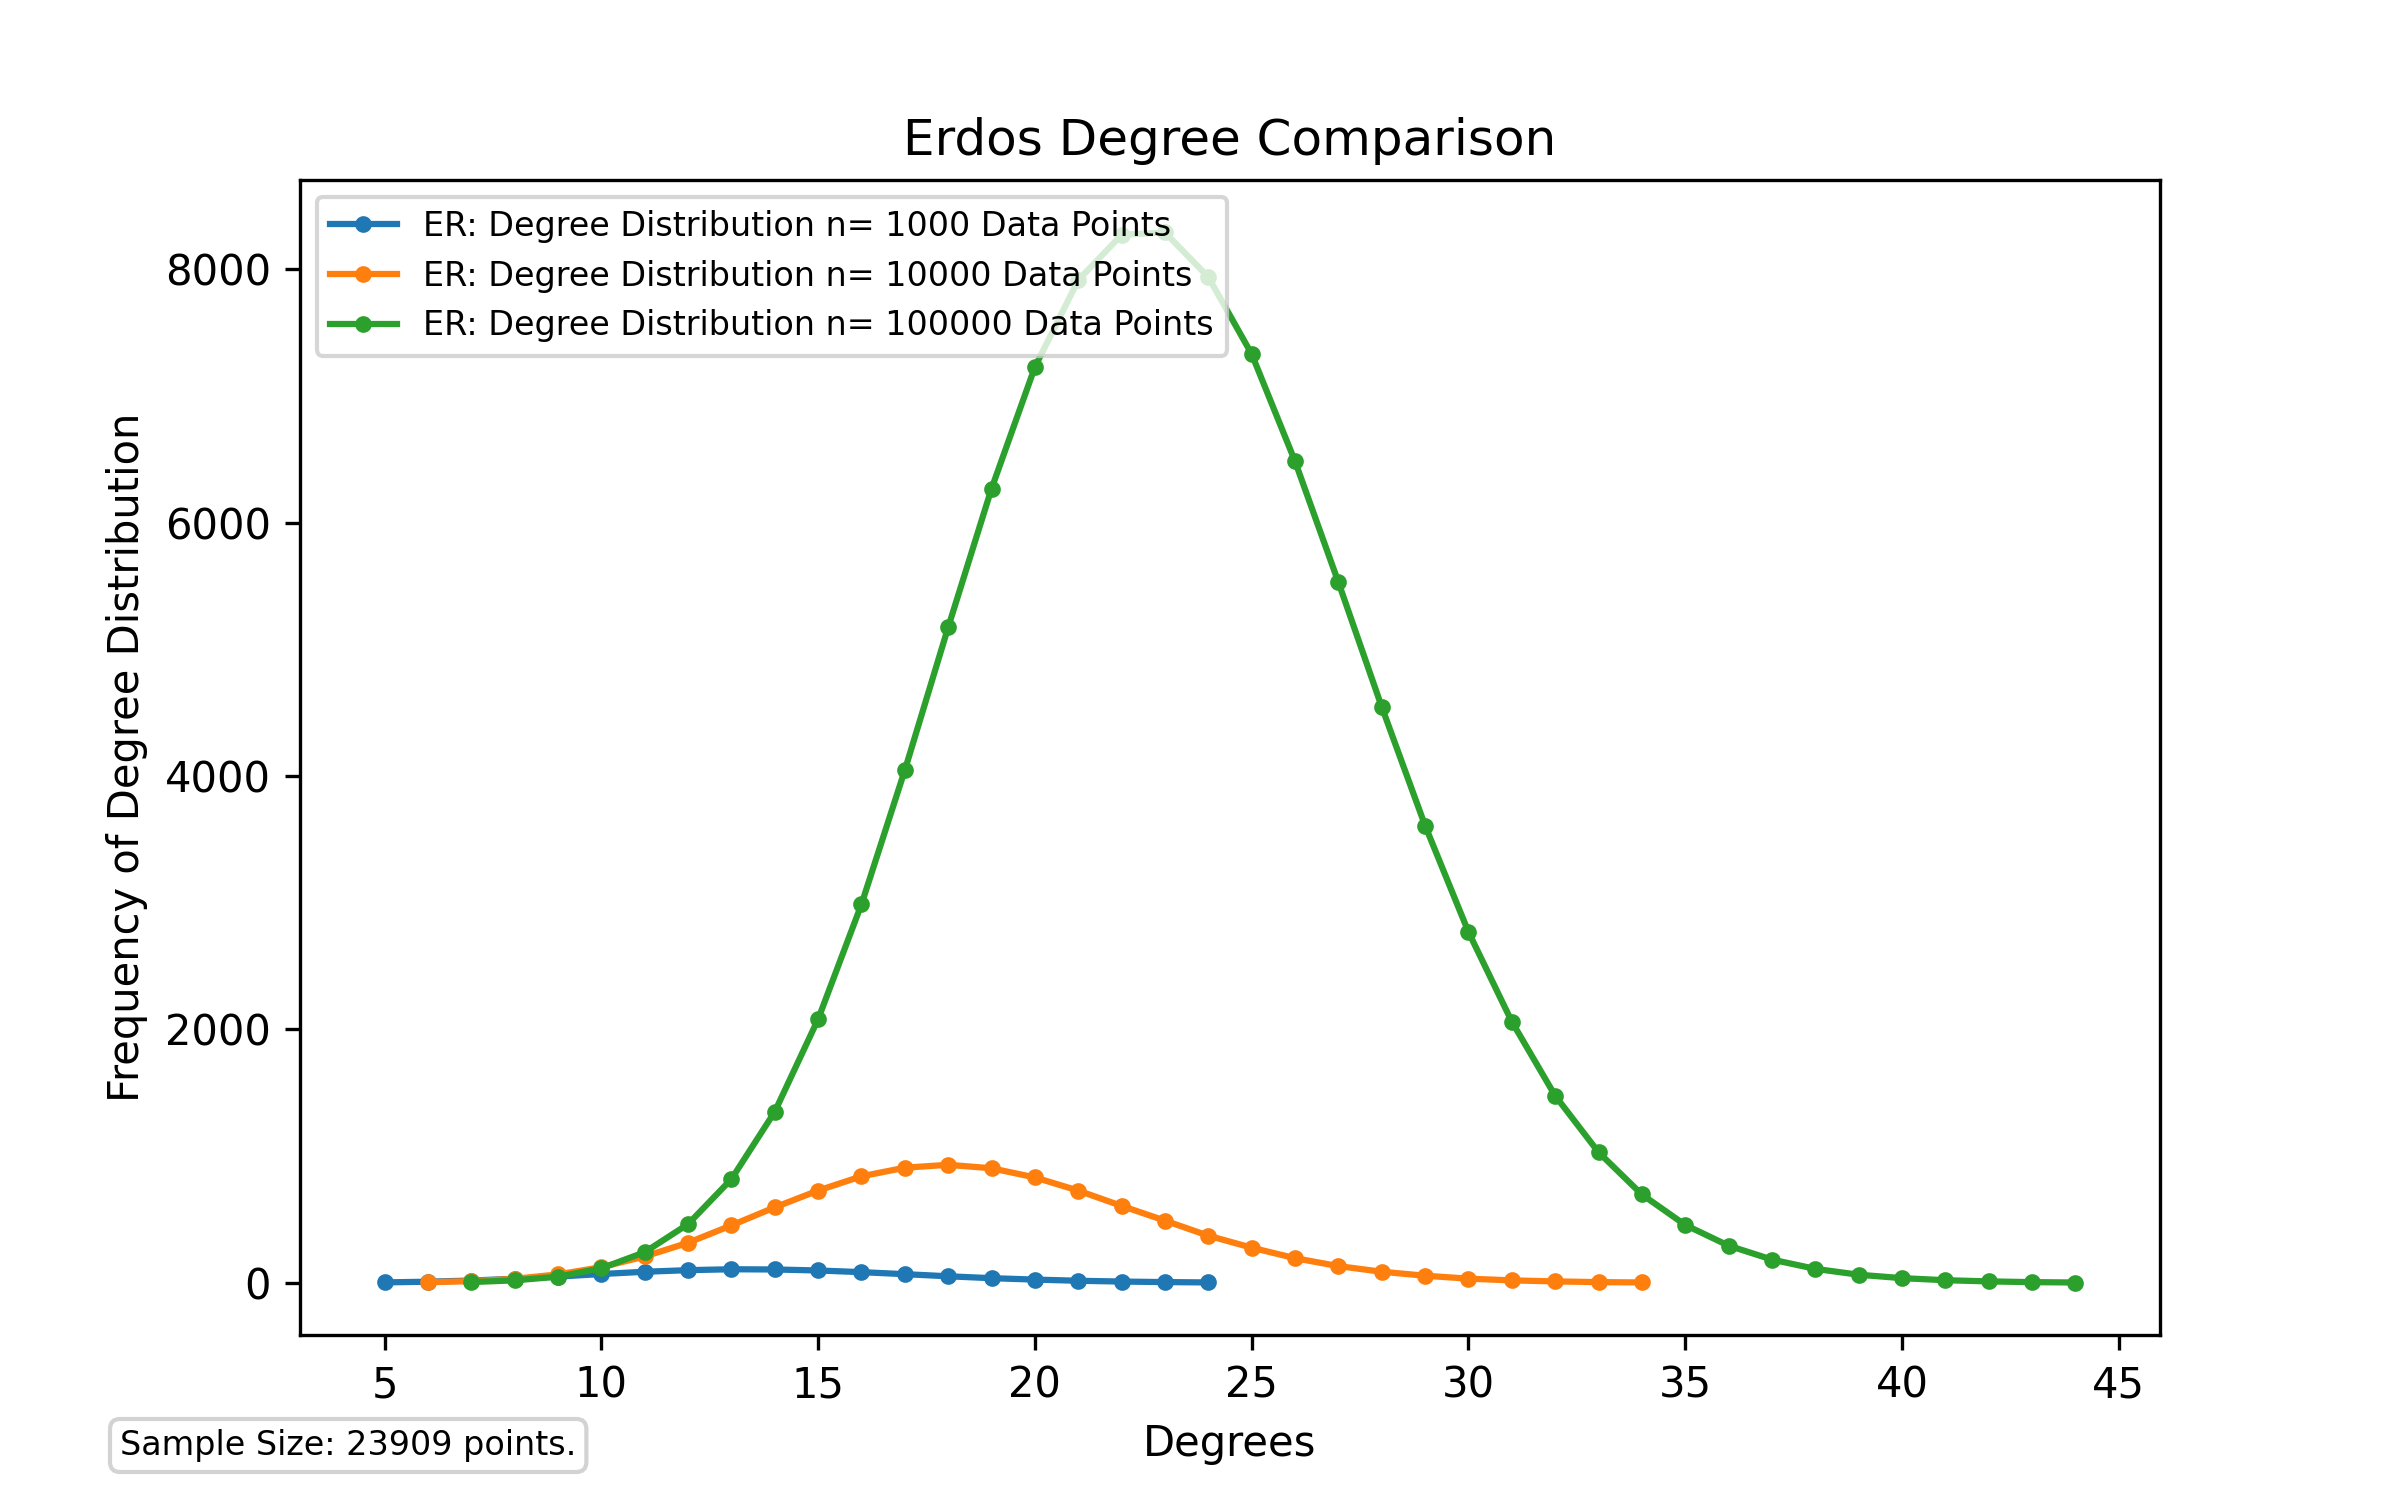 Erdos Degree Comparison
ER: Degree Distribution n= 1000 Data Points
ER: Degree Distribution n= 10000 Data Points
ER: Degree Distribution n= 100000 Data Points
Frequency of Degree Distribution
8000
6000
4000
2000
0
5 10 15 20 25 30 35 40 45
Degrees
Sample Size: 23909 points.